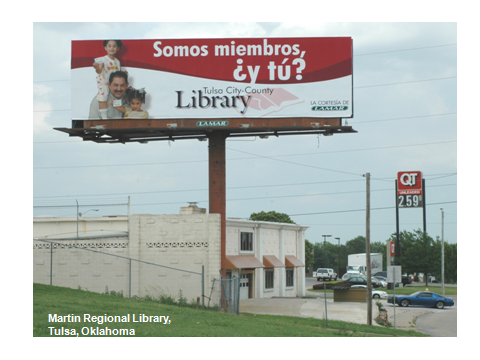 Somos miembros,
¿y tú?
Tulsa City-County
Library
LA CORTESÍA DE
LAMAR
LAMAR
QT
UNLEADED
2.59
Martin Regional Library,
Tulsa, Oklahoma